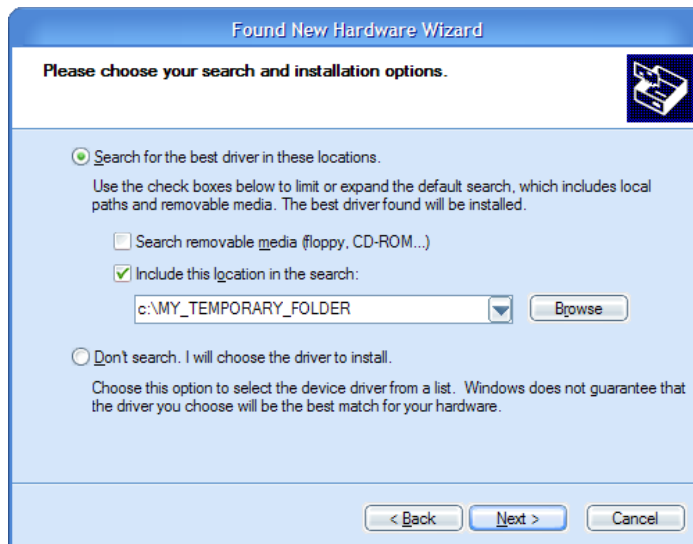 Found New Hardware Wizard
Please choose your search and installation options.
Search for the best driver in these locations.
Use the check boxes below to limit or expand the default search, which includes local
paths and removable media. The best driver found will be installed.
Search removable media (floppy, CD-ROM...)
Include this location in the search:
c:\MY_TEMPORARY_FOLDER
Browse
Don't search. I will choose the driver to install.
Choose this option to select the device driver from a list. Windows does not guarantee that
the driver you choose will be the best match for your hardware.
< Back Next > Cancel